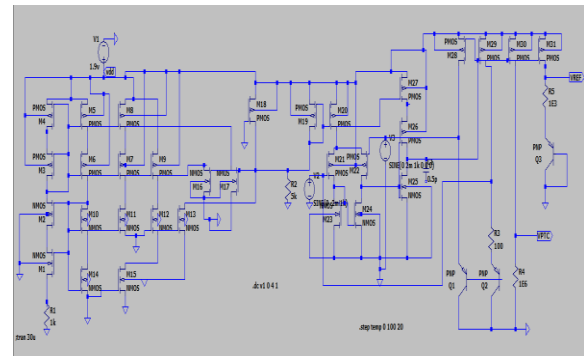 V1
1.9v
vdd
PMOS
M4
M5
PMOS
PMOS
M8
PMOS
M18
PMOS
M19
PMOS
M20
PMOS
M27
PMOS
PMOS
M28
M29
PMOS
M30
PMOS
M31
PMOS
VREF
R5
1E3
PNP
Q3
PMOS
M3
M6
PMOS
M7
PMOS
M9
PMOS
NMOS
M16
NMOS
M17
R2
5k
V2
M21
PMOS
M22
M26
PMOS
V3
0.5p
M25
NMOS
NMOS
M2
M10
NMOS
M11
NMOS
M12
NMOS
M13
NMOS
M23
M24
NMOS
NMOS
M1
M14
NMOS
M15
NMOS
R1
1k
R3
100
VPTC
PNP
Q1
PNP
Q2
R4
1E6
.dc v1 0 4 1
.step temp 0 100 20